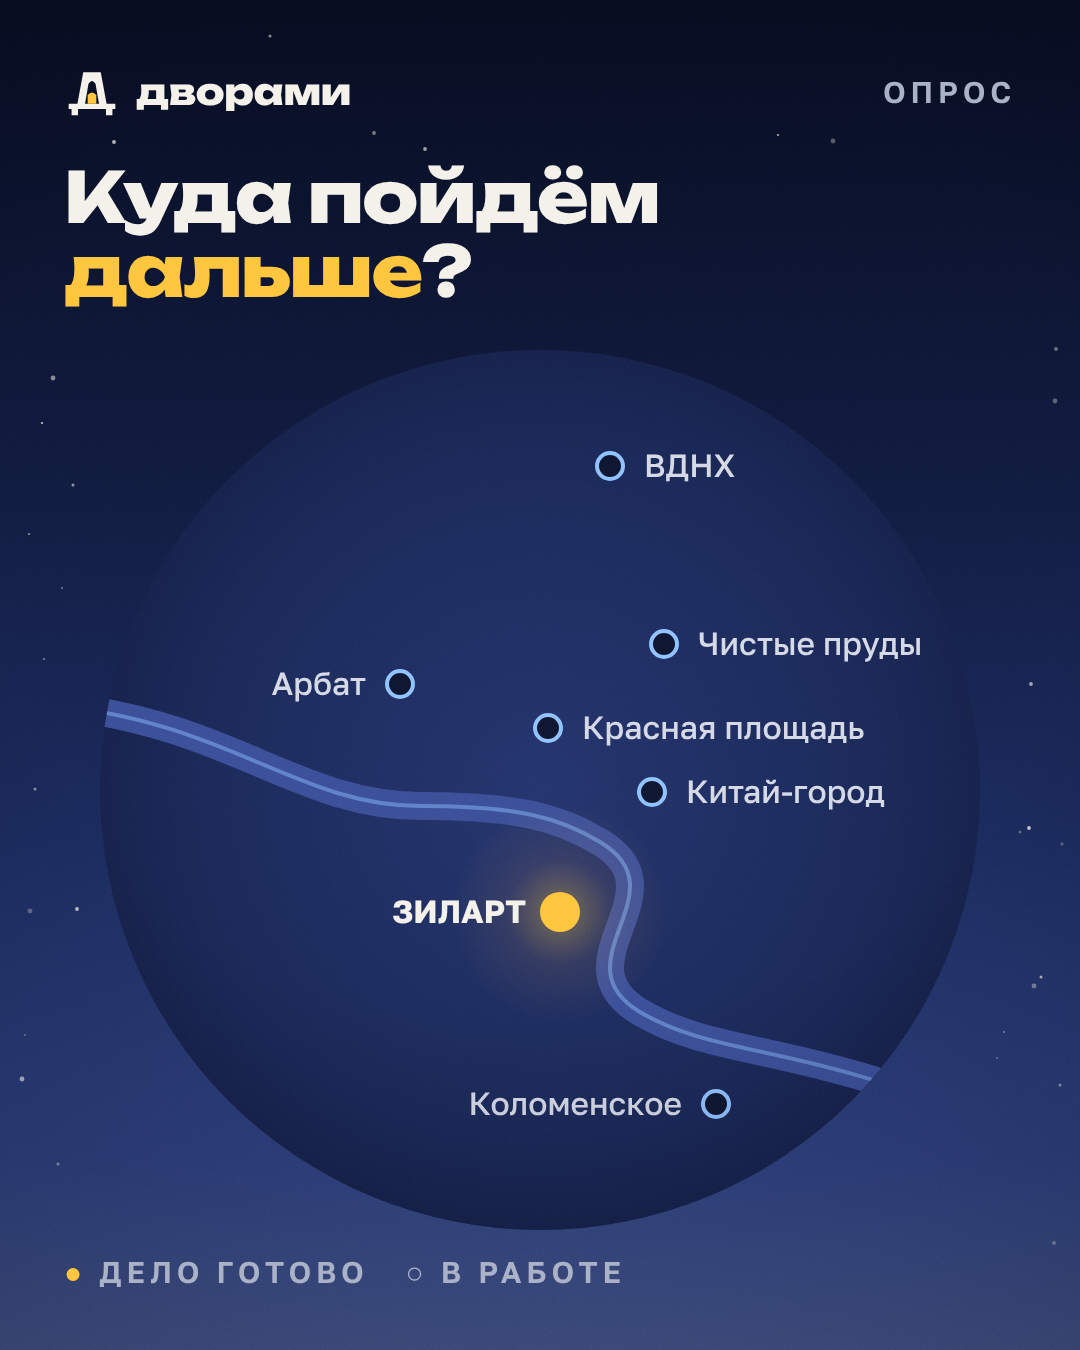 дворами
ОПРОС
Куда пойдём
дальше?
ВДНХ
Чистые пруды
Арбат
Красная площадь
Китай-город
ЗИЛАРТ
Коломенское
ДЕЛО ГОТОВО
В РАБОТЕ